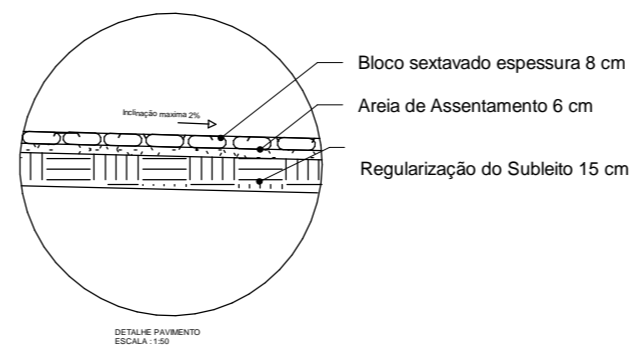 Bloco sextavado espessura 8 cm
Inclinação maxima 2%
Areia de Assentamento 6 cm
Regularização do Subleito 15 cm
DETALHE PAVIMENTO
ESCALA : 1:50